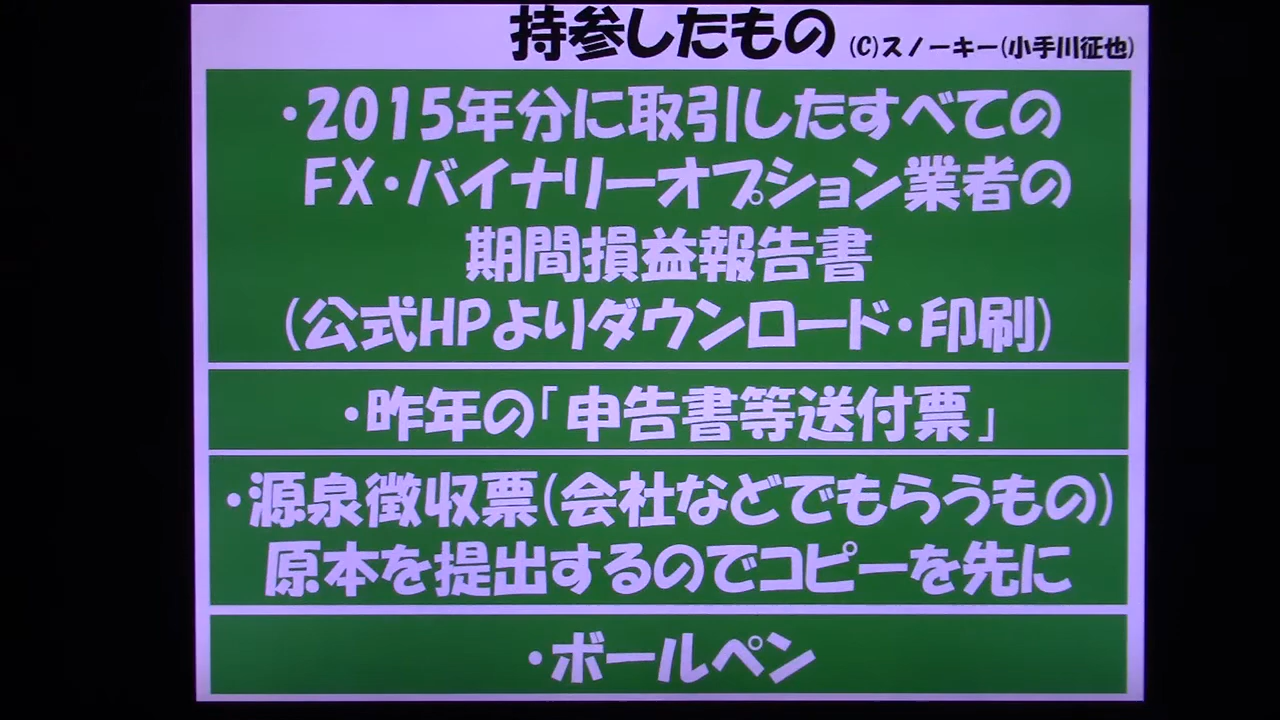 持参したもの (C)スノーキー(小手川征也)
・2015年分に取引したすべての
FX・バイナリーオプション業者の
期間損益報告書
(公式HPよりダウンロード・印刷)
・昨年の「申告書等送付票」
・源泉徴収票(会社などでもらうもの)
原本を提出するのでコピーを先に
・ボールペン